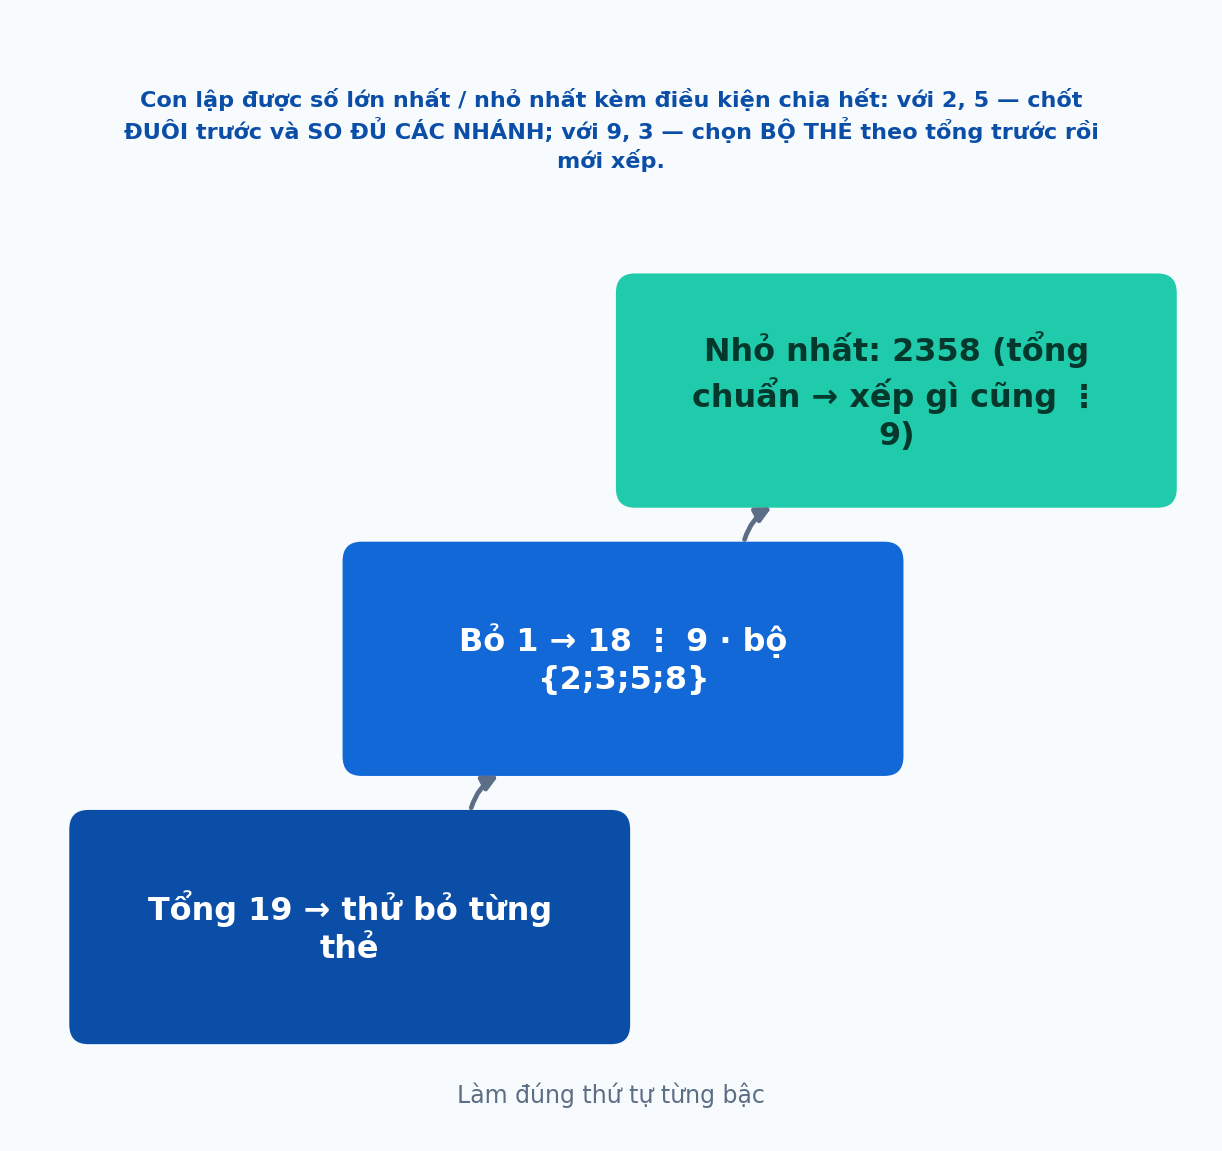 Con lập được số lớn nhất / nhỏ nhất kèm điều kiện chia hết: với 2, 5 — chốt
ĐUÔI trước và SO ĐỦ CÁC NHÁNH; với 9, 3 — chọn BỘ THẺ theo tổng trước rồi
mới xếp.
Nhỏ nhất: 2358 (tổng
chuẩn → xếp gì cũng ⋮
9)
Bỏ 1 → 18 ⋮ 9 · bộ
{2;3;5;8}
Tổng 19 → thử bỏ từng
thẻ
Làm đúng thứ tự từng bậc